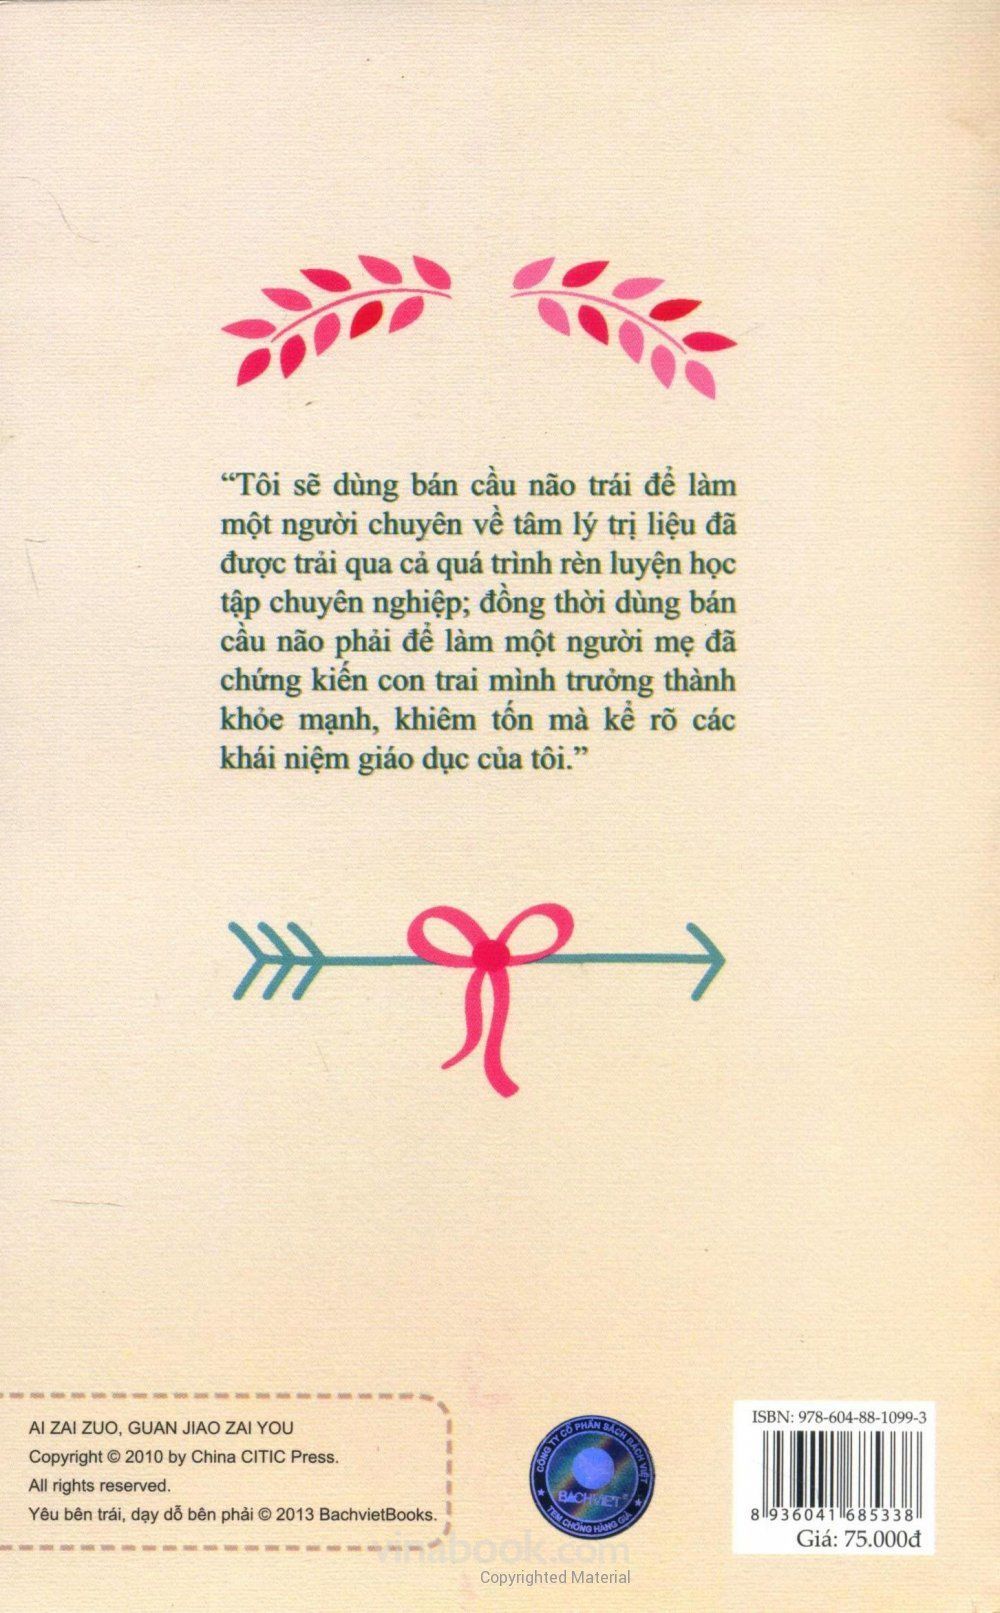 “Tôi sẽ dùng bán cầu não trái để làm
một người chuyên về tâm lý trị liệu đã
được trải qua cả quá trình rèn luyện học
tập chuyên nghiệp; đồng thời dùng bán
cầu não phải để làm một người mẹ đã
chứng kiến con trai mình trưởng thành
khỏe mạnh, khiêm tốn mà kể rõ các
khái niệm giáo dục của tôi.”
AI ZAI ZUO, GUAN JIAO ZAI YOU
Copyright © 2010 by China CITIC Press.
All rights reserved.
Yêu bên trái, dạy dỗ bên phải © 2013 BachvietBooks.
CÔNG TY CỔ PHẦN SÁCH BÁCH VIỆT
BACHVIET®
TEM CHỐNG HÀNG GIẢ
ISBN: 978-604-88-1099-3
8 936041 685338
Giá: 75.000đ
vinabook.com
Copyrighted Material